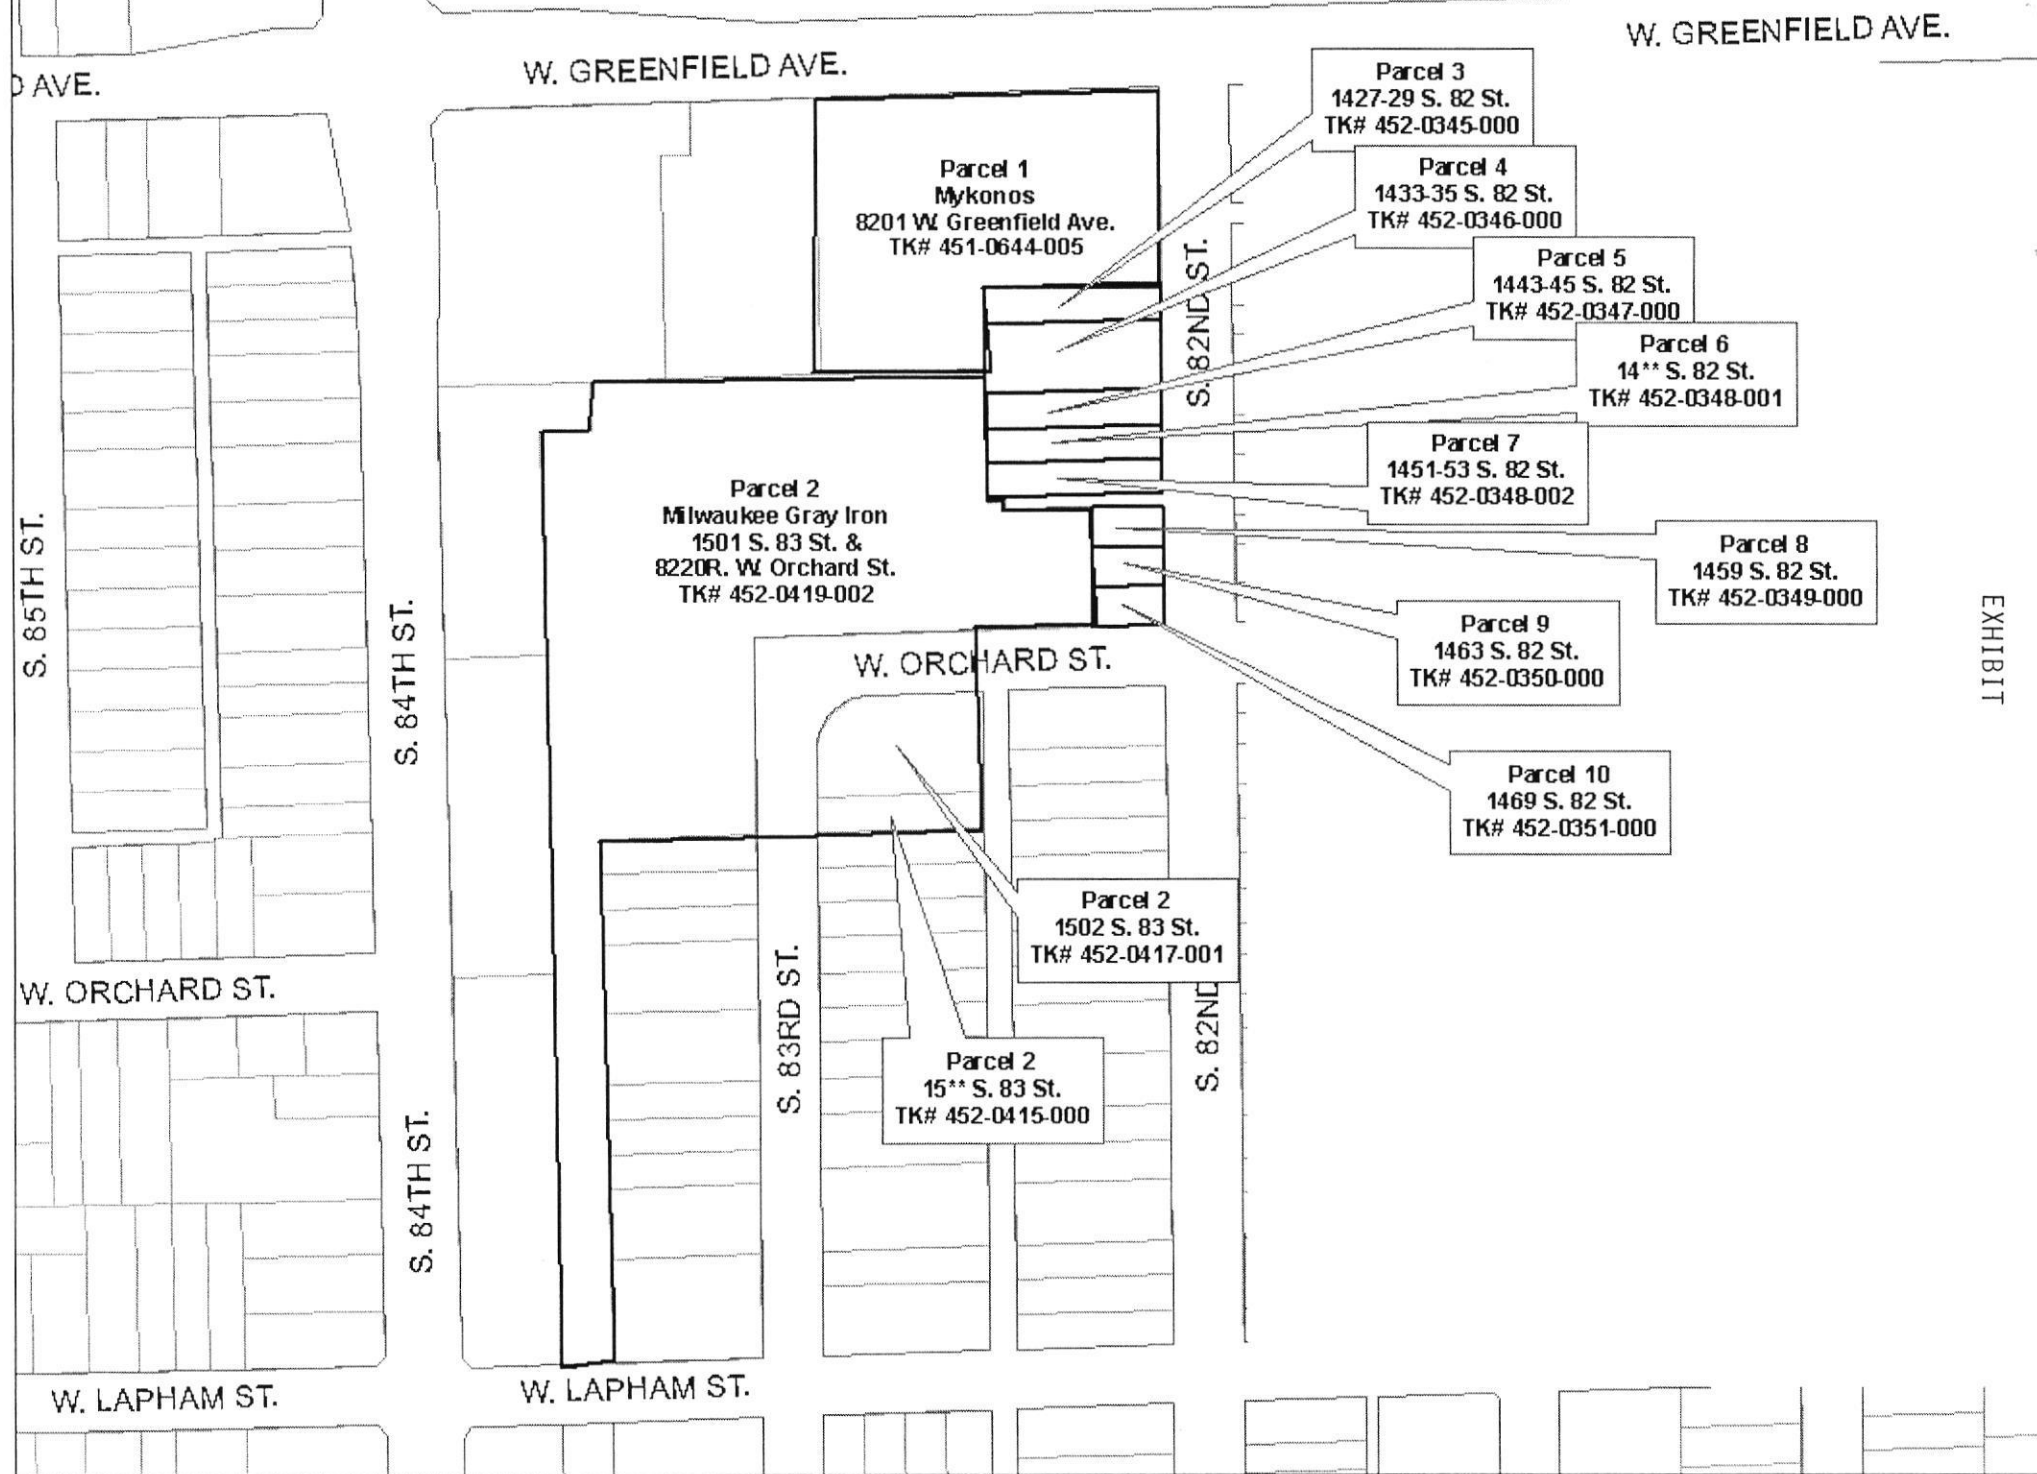 W. GREENFIELD AVE.
W. GREENFIELD AVE.
AVE.
Parcel 3
1427-29 S. 82 St.
TK# 452-0345-000
Parcel 1
Mykonos
8201 W. Greenfield Ave.
TK# 451-0644-005
Parcel 4
1433-35 S. 82 St.
TK# 452-0346-000
Parcel 5
1443-45 S. 82 St.
TK# 452-0347-000
S. 82ND ST.
Parcel 6
14** S. 82 St.
TK# 452-0348-001
Parcel 7
1451-53 S. 82 St.
TK# 452-0348-002
Parcel 2
Milwaukee Gray Iron
1501 S. 83 St. &
8220R. W. Orchard St.
TK# 452-0419-002
Parcel 8
1459 S. 82 St.
TK# 452-0349-000
S. 85TH ST.
S. 84TH ST.
Parcel 9
1463 S. 82 St.
TK# 452-0350-000
EXHIBIT
W. ORCHARD ST.
Parcel 10
1469 S. 82 St.
TK# 452-0351-000
Parcel 2
1502 S. 83 St.
TK# 452-0417-001
W. ORCHARD ST.
S. 83RD ST.
S. 82ND
Parcel 2
15** S. 83 St.
TK# 452-0415-000
S. 84TH ST.
W. LAPHAM ST.
W. LAPHAM ST.